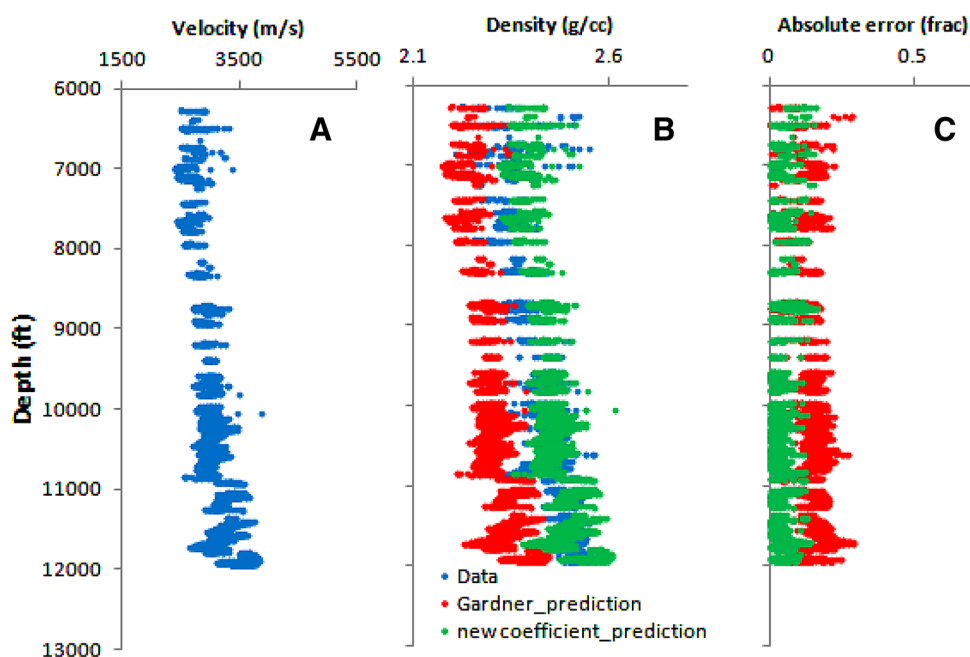 Velocity (m/s)
Density (g/cc)
Absolute error (frac)
1500 3500 5500
2.1 2.6
0 0.5
A
B
C
Depth (ft)
6000
7000
8000
9000
10000
11000
12000
13000
Data
Gardner_prediction
new coefficient_prediction